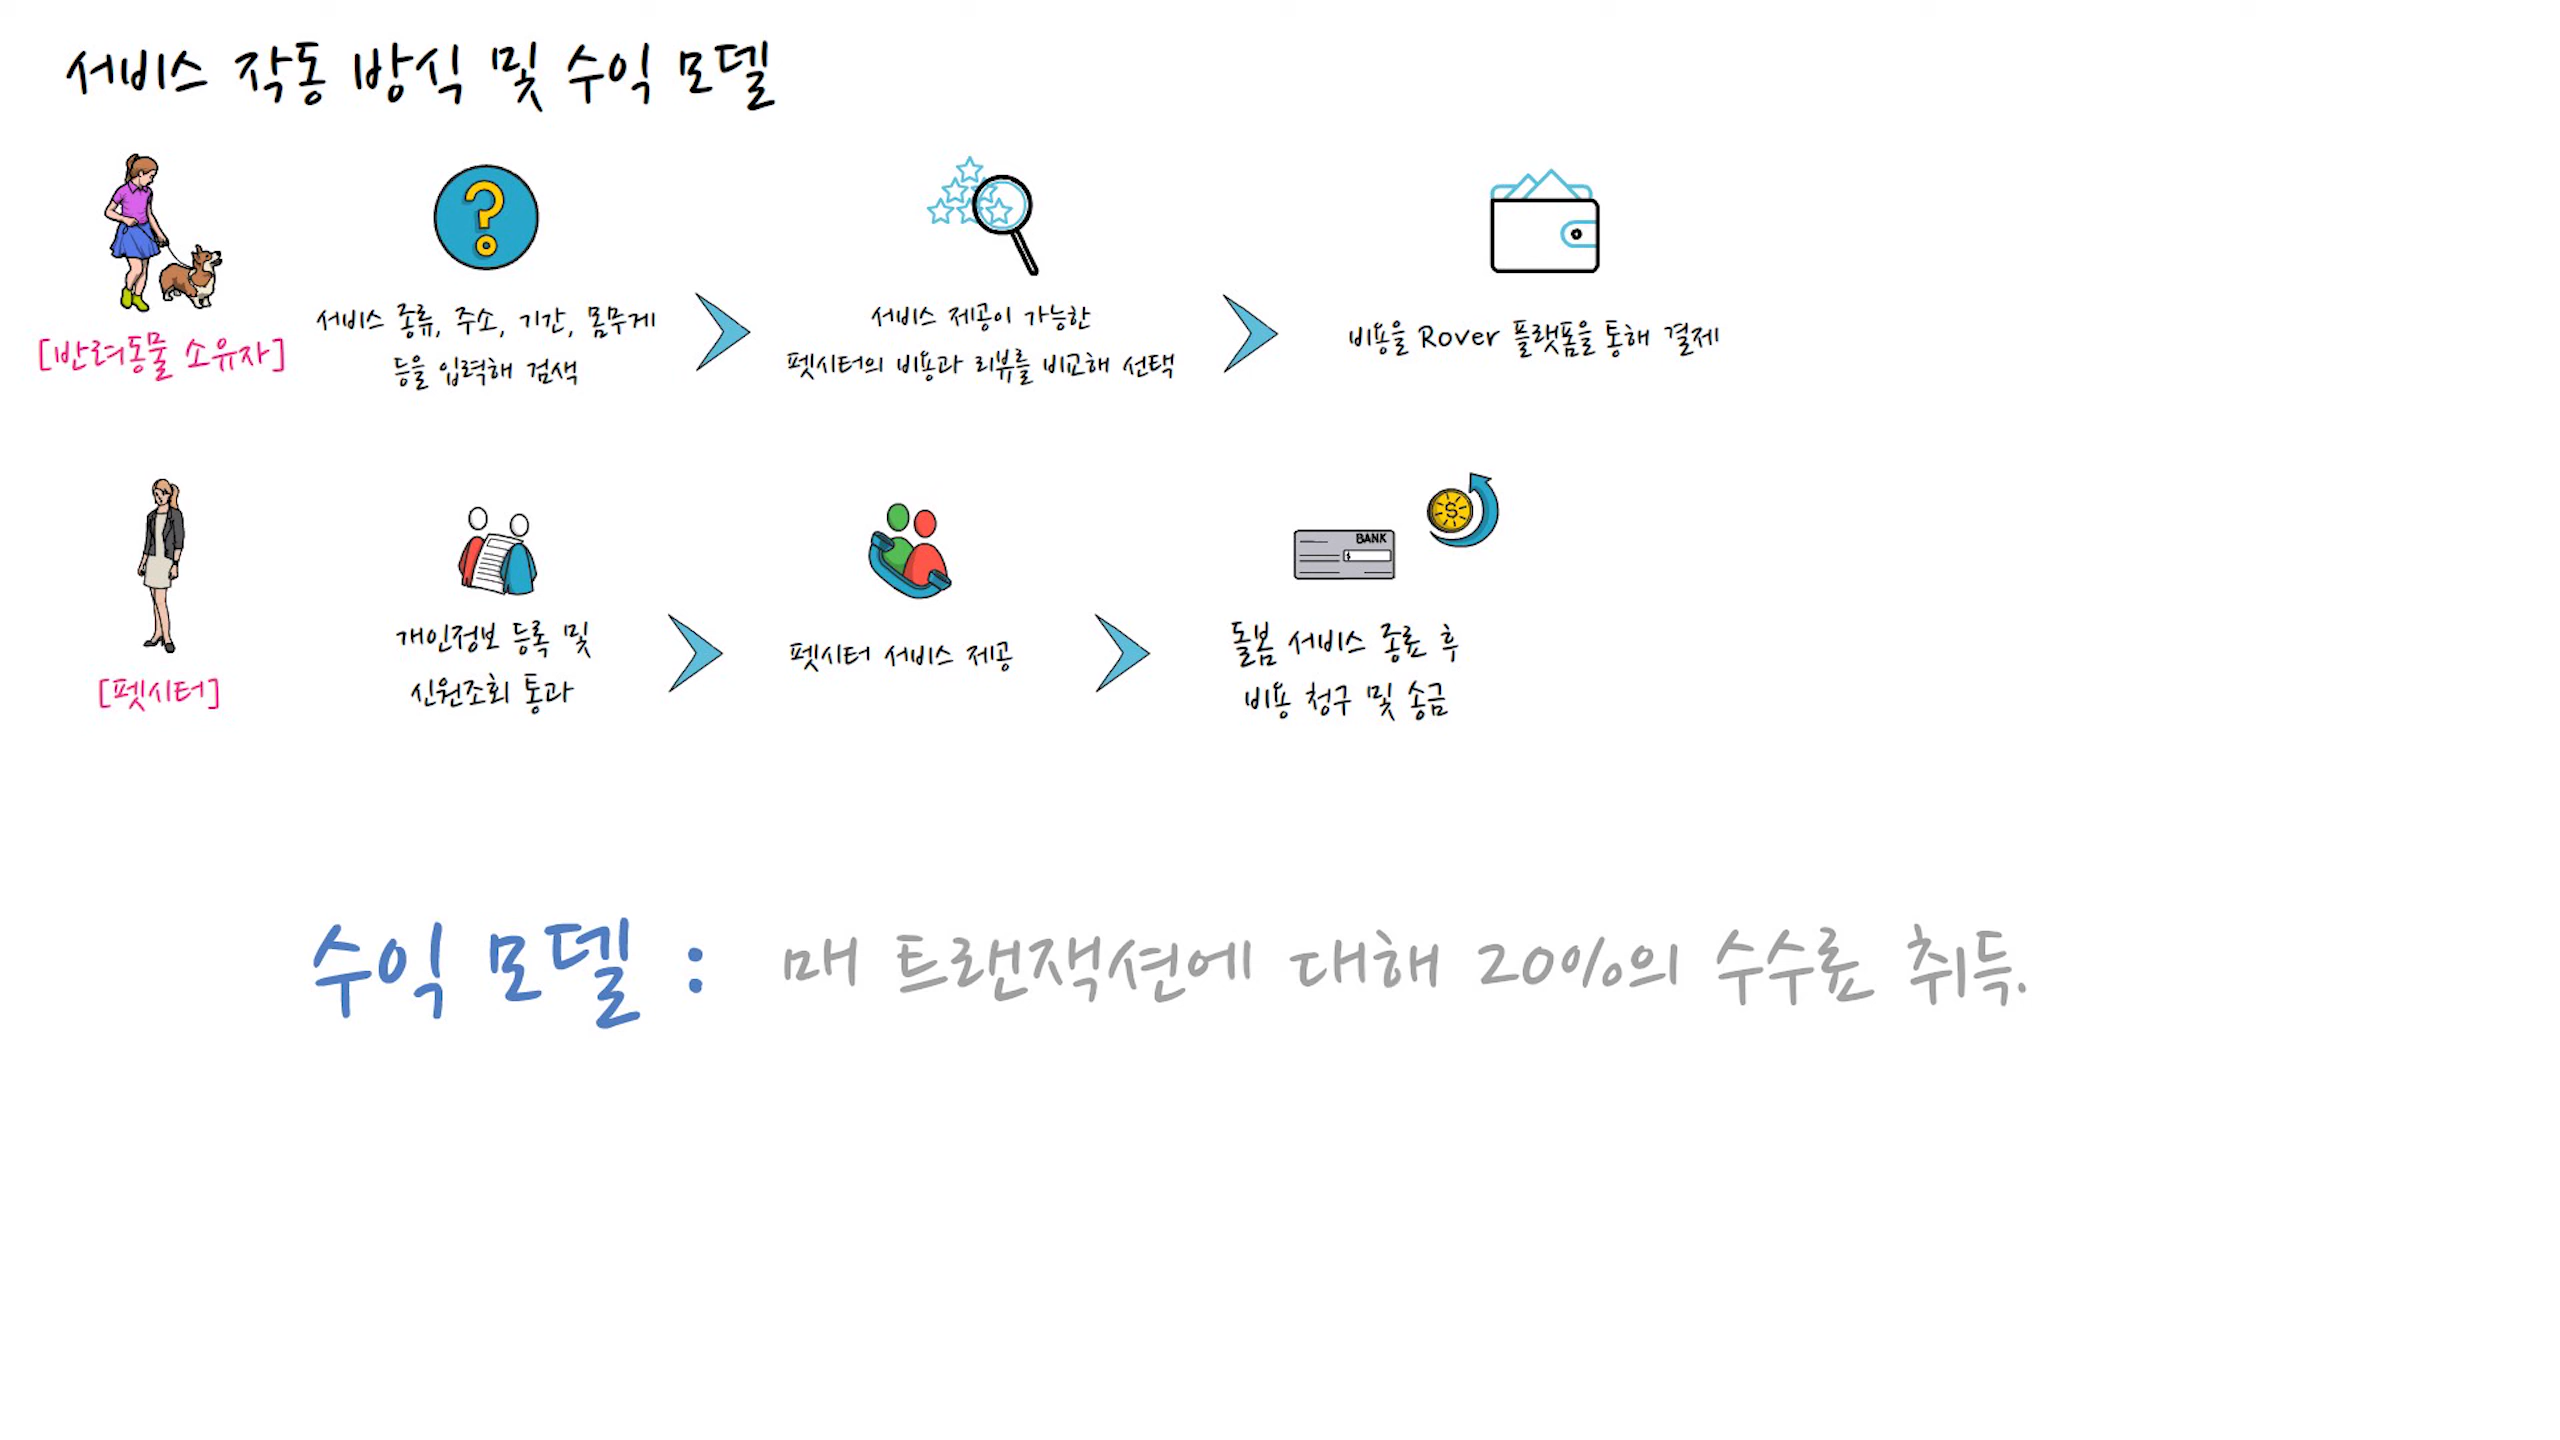 서비스 작동 방식 및 수익 모델
[반려동물 소유자]
서비스 종류, 주소, 기간, 몸무게
등을 입력해 검색
서비스 제공이 가능한
펫시터의 비용과 리뷰를 비교해 선택
비용을 Rover 플랫폼을 통해 결제
[펫시터]
개인정보 등록 및
신원조회 통과
펫시터 서비스 제공
BANK
$
S
돌봄 서비스 종료 후
비용 청구 및 송금
수익 모델 : 매 트랜잭션에 대해 20%의 수수료 취득.